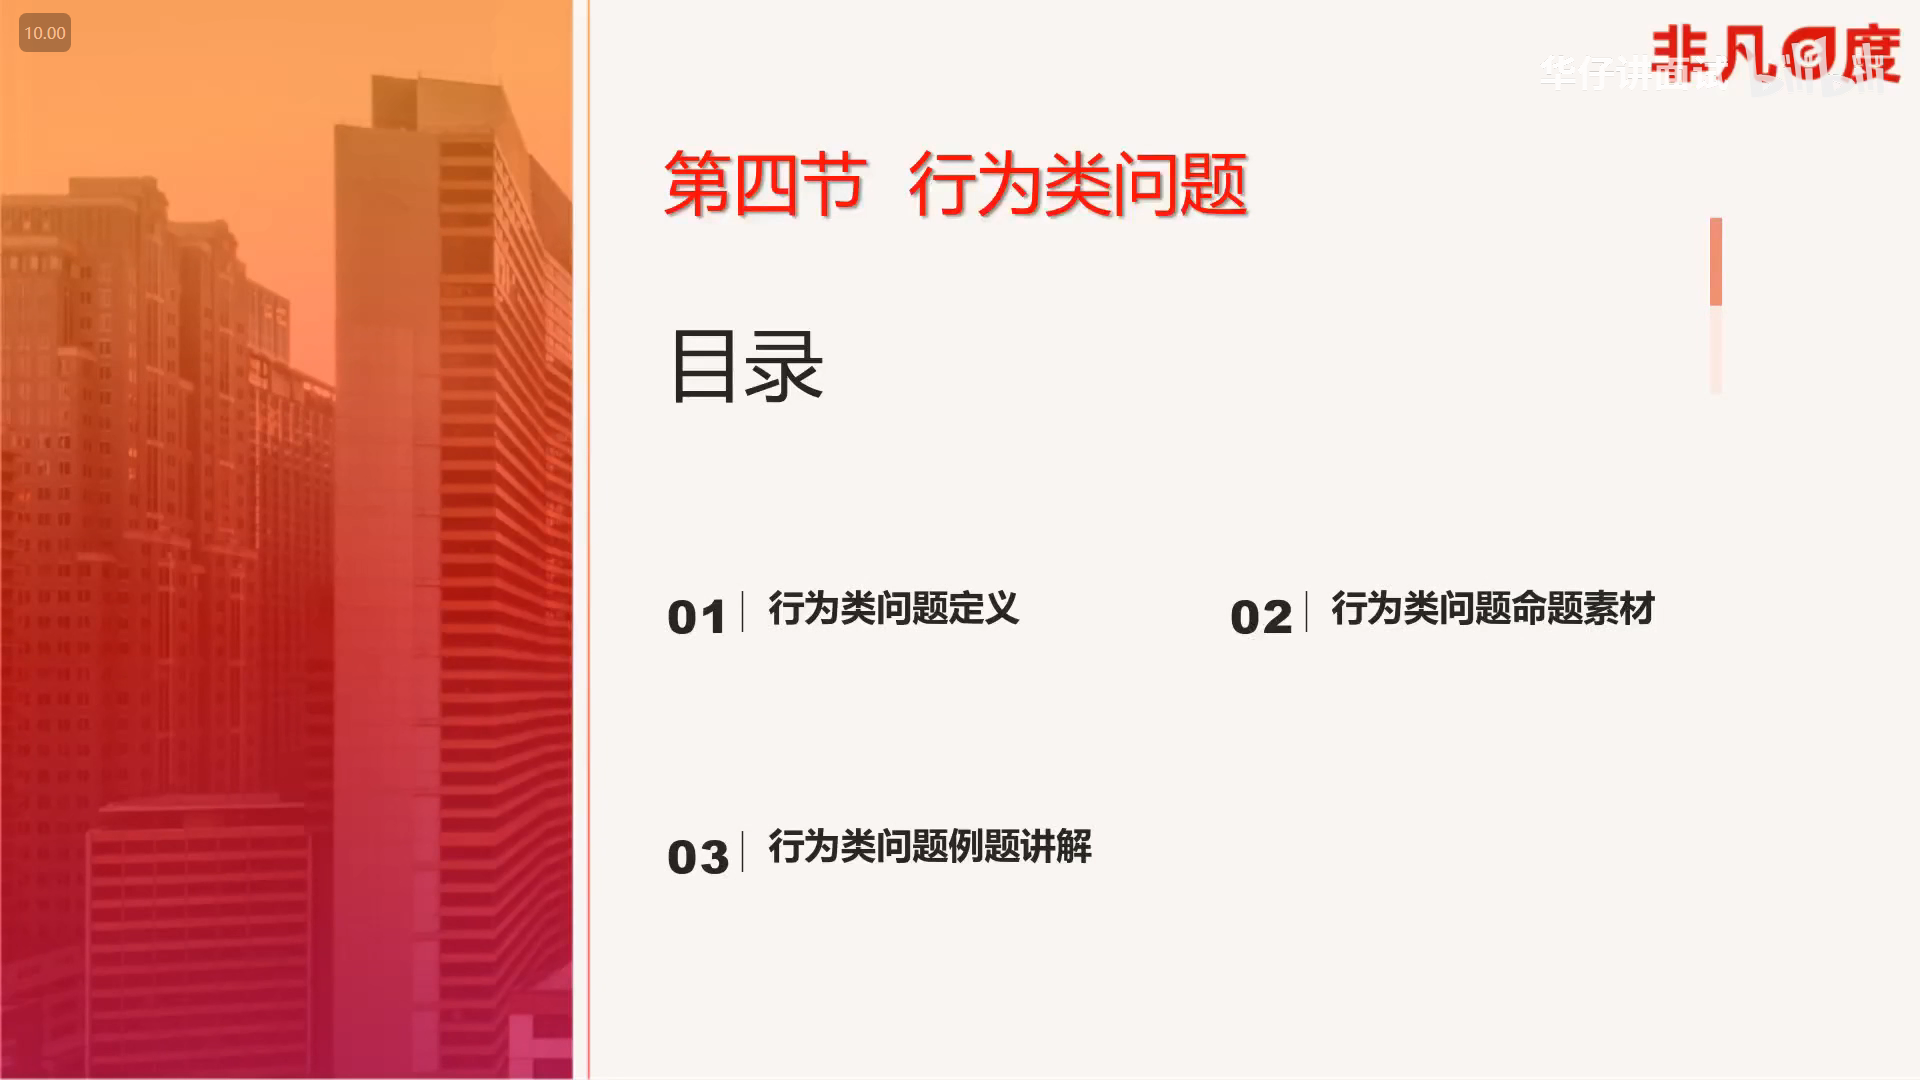 10.00
非凡度
华仔讲面试 bilibili
第四节 行为类问题
目录
01 行为类问题定义
02 行为类问题命题素材
03 行为类问题例题讲解